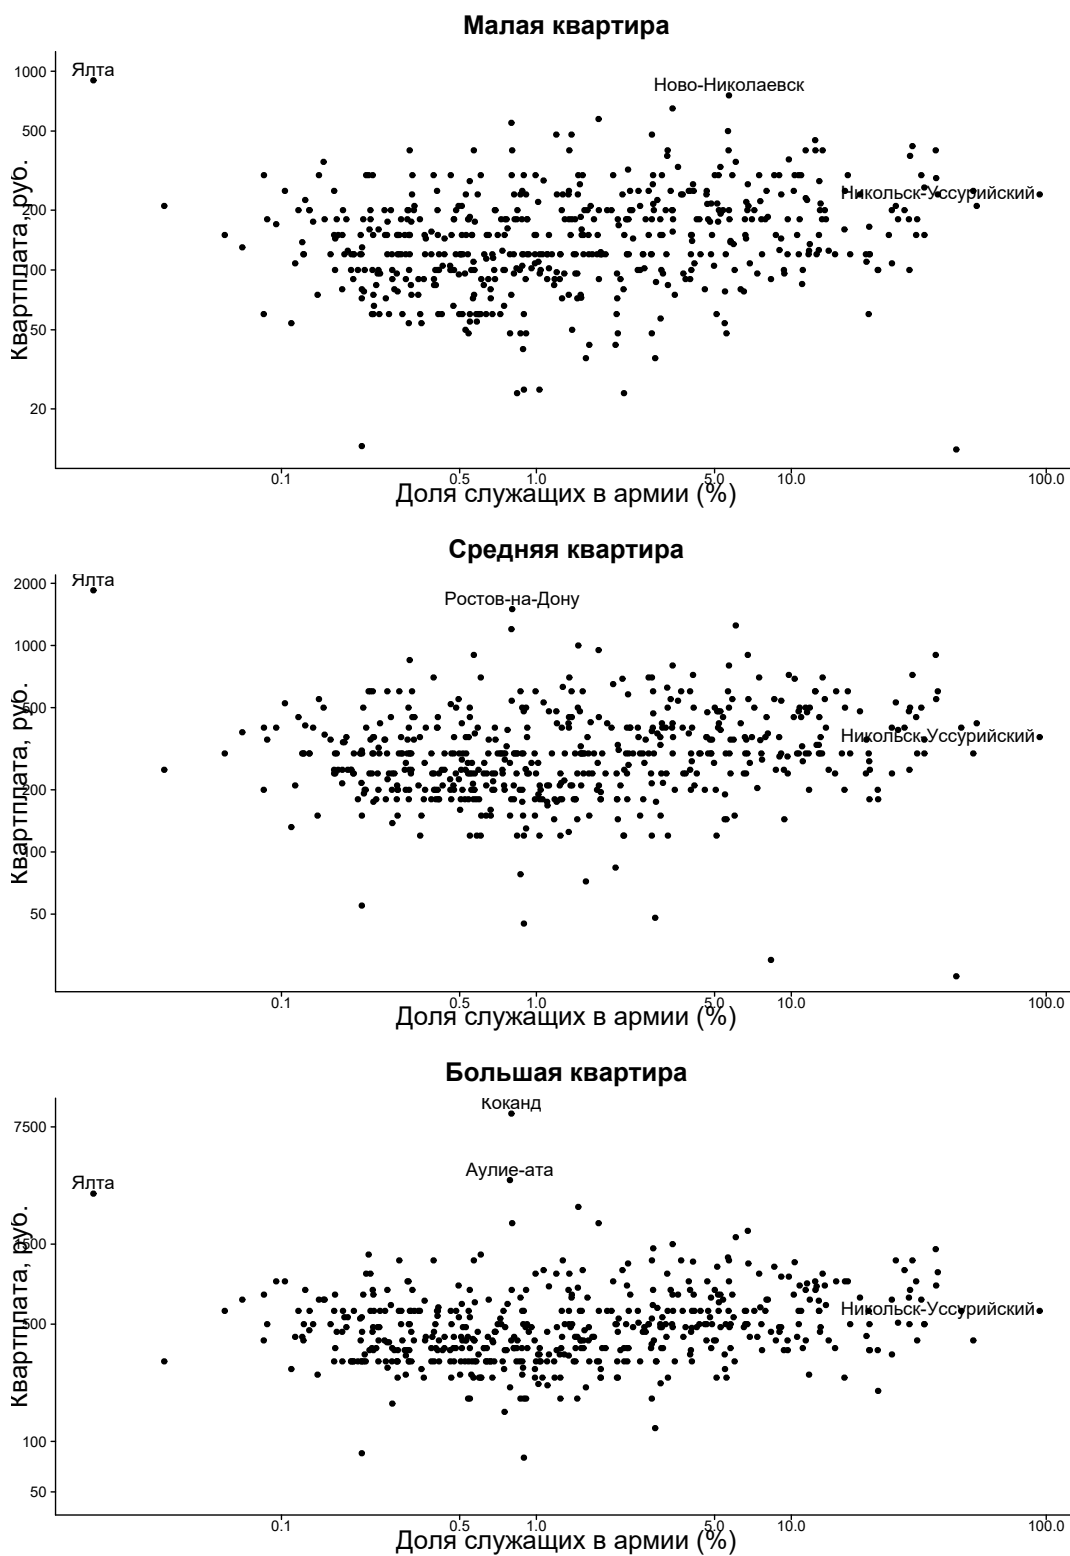 Малая квартира
Квартплата, руб.
1000
500
200
100
50
20
Ялта
Ново-Николаевск
Никольск-Уссурийский
0.1
0.5
1.0
5.0
10.0
100.0
Доля служащих в армии (%)
Средняя квартира
Квартплата, руб.
2000
1000
500
200
100
50
Ялта
Ростов-на-Дону
Никольск-Уссурийский
0.1
0.5
1.0
5.0
10.0
100.0
Доля служащих в армии (%)
Большая квартира
Квартплата, руб.
7500
1500
500
100
50
Коканд
Аулие-ата
Ялта
Никольск-Уссурийский
0.1
0.5
1.0
5.0
10.0
100.0
Доля служащих в армии (%)